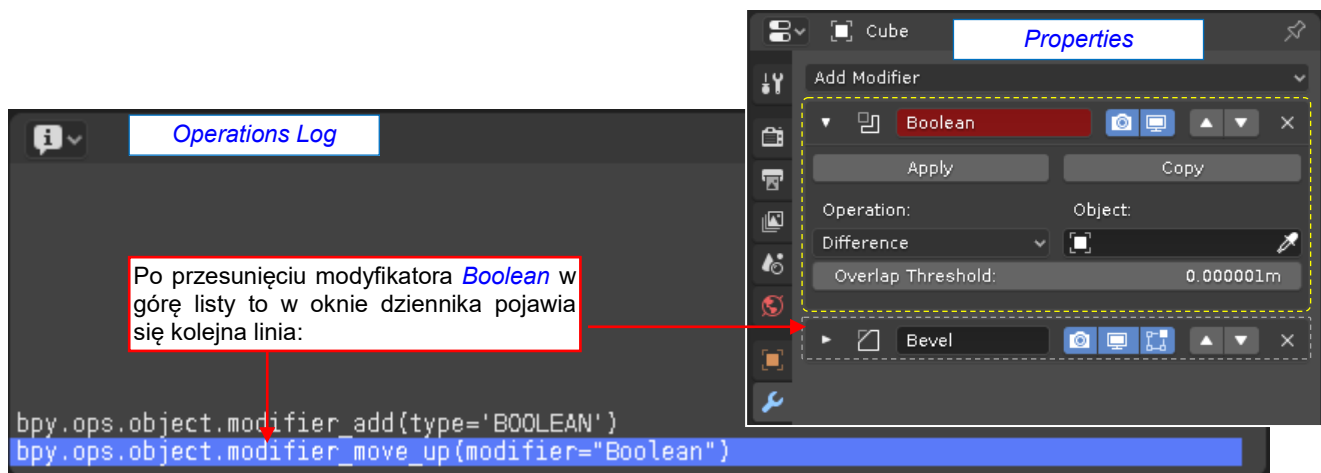 Cube
Properties
Add Modifier
Operations Log
Boolean
Apply
Copy
Operation:
Object:
Difference
Po przesunięciu modyfikatora Boolean w
górę listy to w oknie dziennika pojawia
się kolejna linia:
Overlap Threshold:
0.000001m
Bevel
bpy.ops.object.modifier_add(type='BOOLEAN')
bpy.ops.object.modifier_move_up(modifier="Boolean")